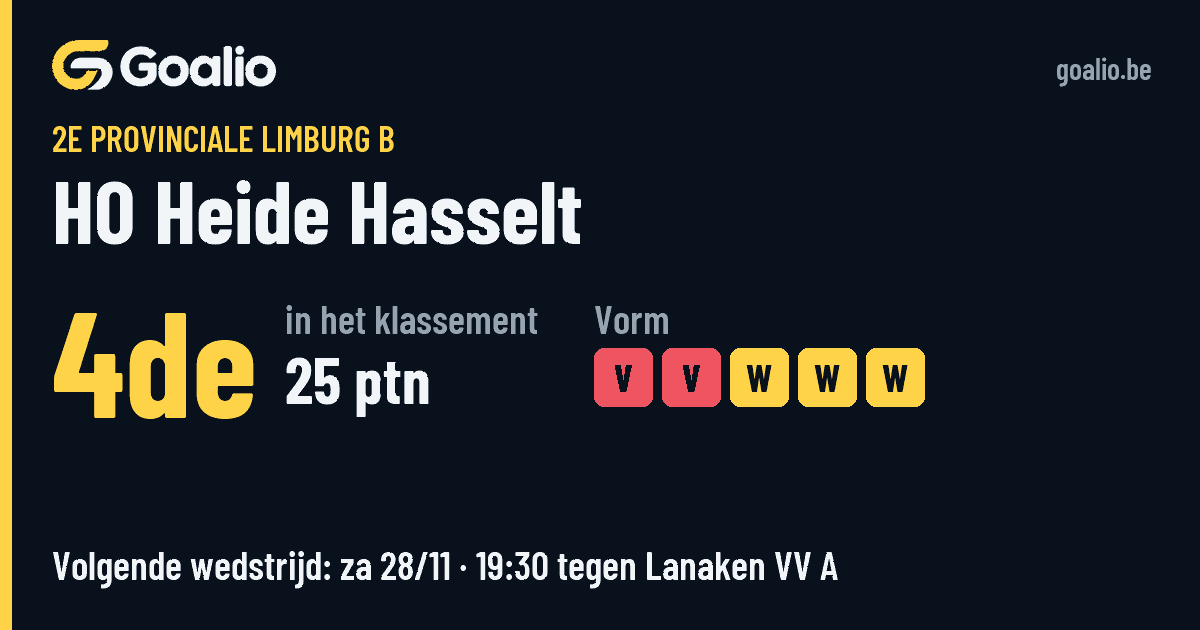 Goalio
goalio.be
2E PROVINCIALE LIMBURG B
HO Heide Hasselt
4de
in het klassement
25 ptn
Vorm
V V W W W
Volgende wedstrijd: za 28/11 · 19:30 tegen Lanaken VV A